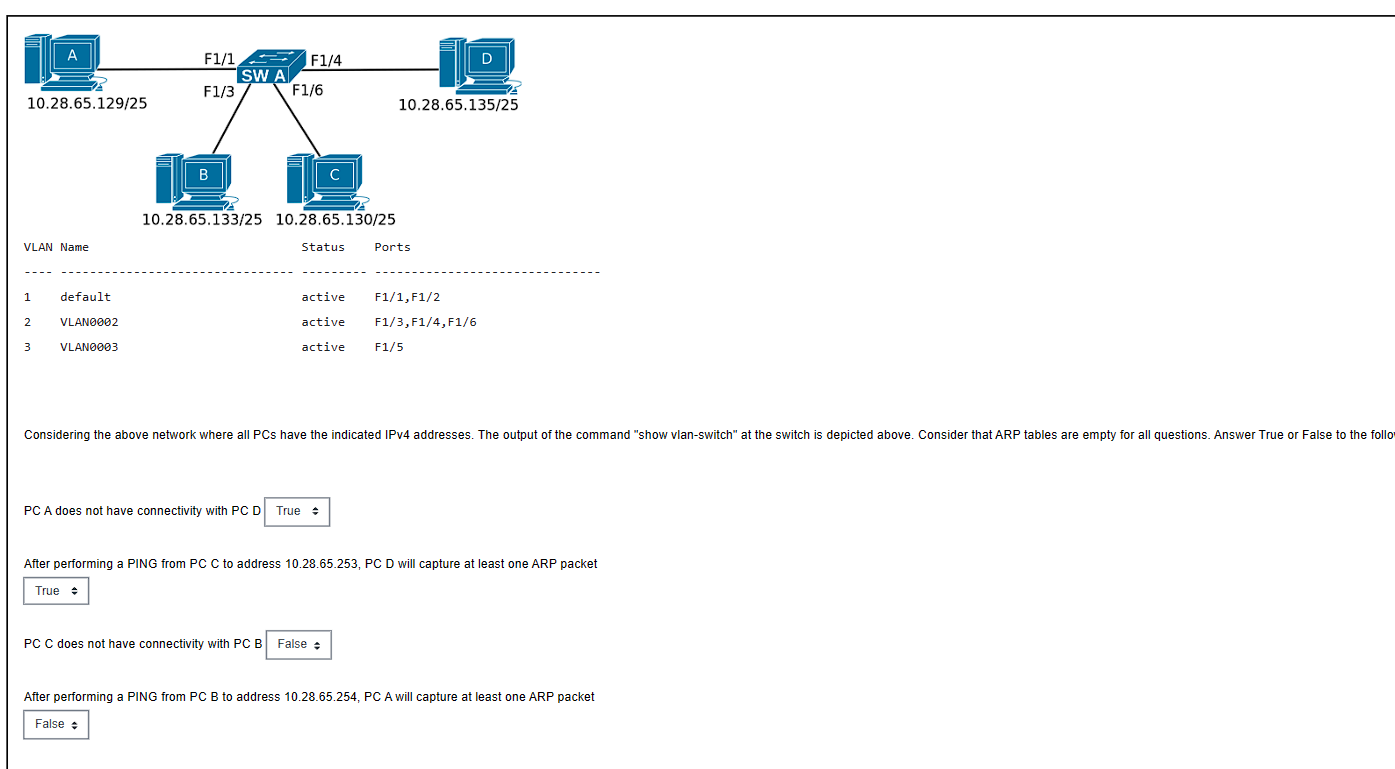 A
F1/1
F1/4
D
SW A
F1/3
F1/6
10.28.65.129/25
10.28.65.135/25
B
C
10.28.65.133/25 10.28.65.130/25
VLAN Name Status Ports
---- -------------------------------- --------- -------------------------------
1 default active F1/1,F1/2
2 VLAN0002 active F1/3,F1/4,F1/6
3 VLAN0003 active F1/5
Considering the above network where all PCs have the indicated IPv4 addresses. The output of the command "show vlan-switch" at the switch is depicted above. Consider that ARP tables are empty for all questions. Answer True or False to the follo
PC A does not have connectivity with PC D True
After performing a PING from PC C to address 10.28.65.253, PC D will capture at least one ARP packet
True
PC C does not have connectivity with PC B False
After performing a PING from PC B to address 10.28.65.254, PC A will capture at least one ARP packet
False